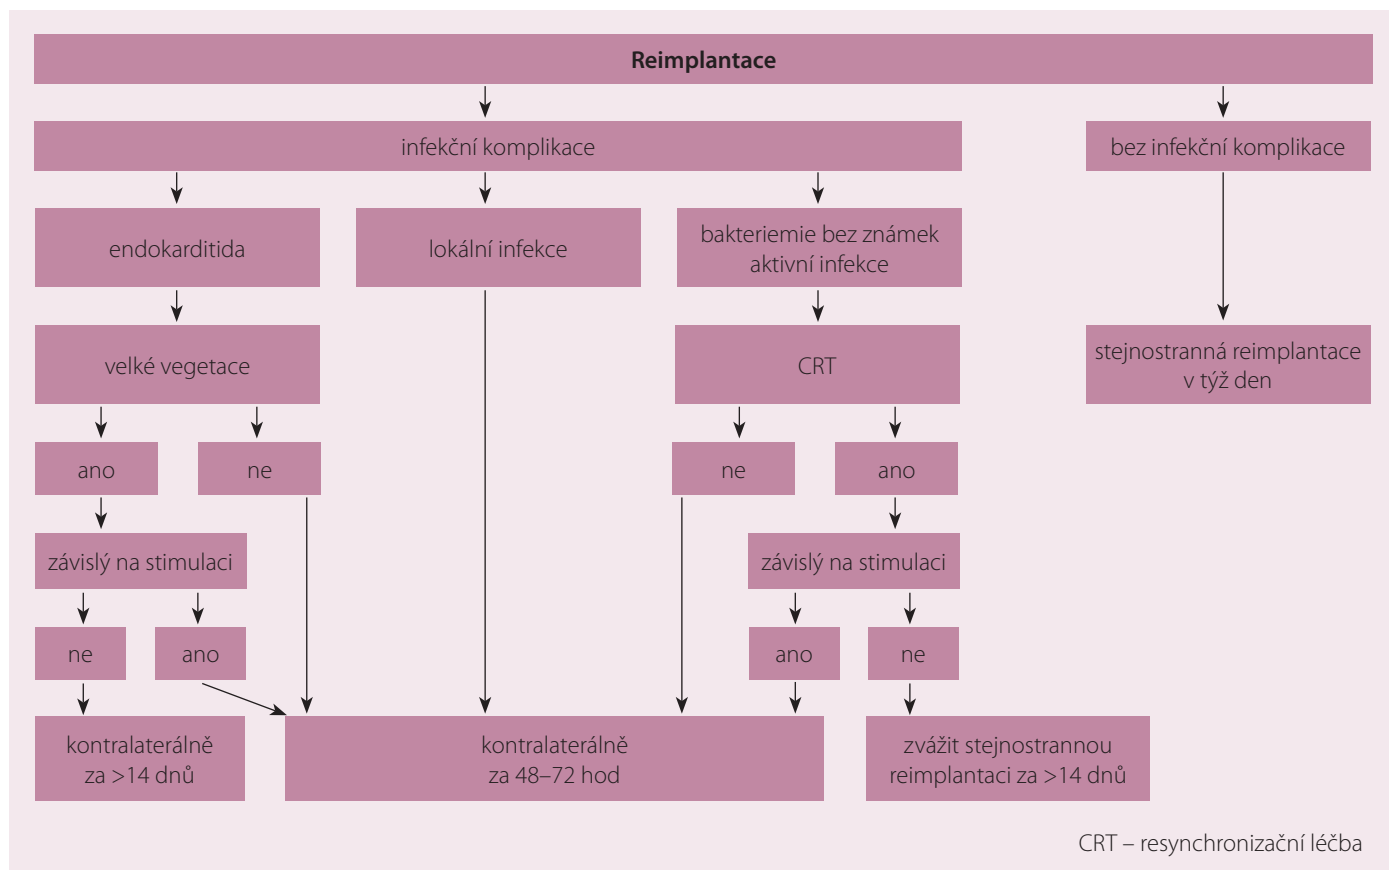 Reimplantace
infekční komplikace
bez infekční komplikace
endokarditida
lokální infekce
bakteriemie bez známek
aktivní infekce
velké vegetace
CRT
stejnostranná reimplantace
v týž den
ano
ne
ne
ano
závislý na stimulaci
závislý na stimulaci
ne
ano
ano
ne
kontralaterálně
za >14 dnů
kontralaterálně
za 48–72 hod
zvážit stejnostrannou
reimplantaci za >14 dnů
CRT – resynchronizační léčba